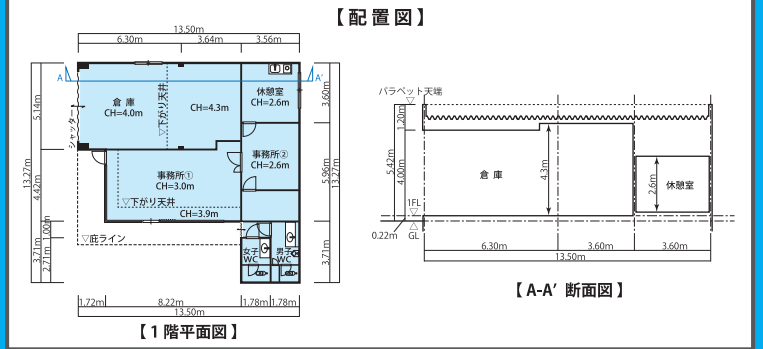 【配置図】
13.50m
6.30m
3.64m
3.56m
A
A'
倉庫
CH=4.0m
▽下がり天井
CH=4.3m
休憩室
CH=2.6m
シャッター
事務所①
CH=3.0m
事務所②
CH=2.6m
▽下がり天井
CH=3.9m
▽庇ライン
女子
WC
男子
WC
5.14m
13.27m
4.42m
1.00m
3.71m
2.71m
3.60m
5.96m
13.27m
3.71m
1.72m
8.22m
1.78m
1.78m
13.50m
【1階平面図】
パラペット天端
1.20m
5.42m
4.00m
倉庫
4.3m
2.6m
休憩室
1FL
0.22m
GL
6.30m
3.60m
3.60m
13.50m
【A-A' 断面図】